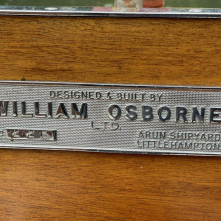 DESIGNED & BUILT BY
WILLIAM OSBORNE
LTD.
ARUN SHIPYARD
LITTLEHAMPTON